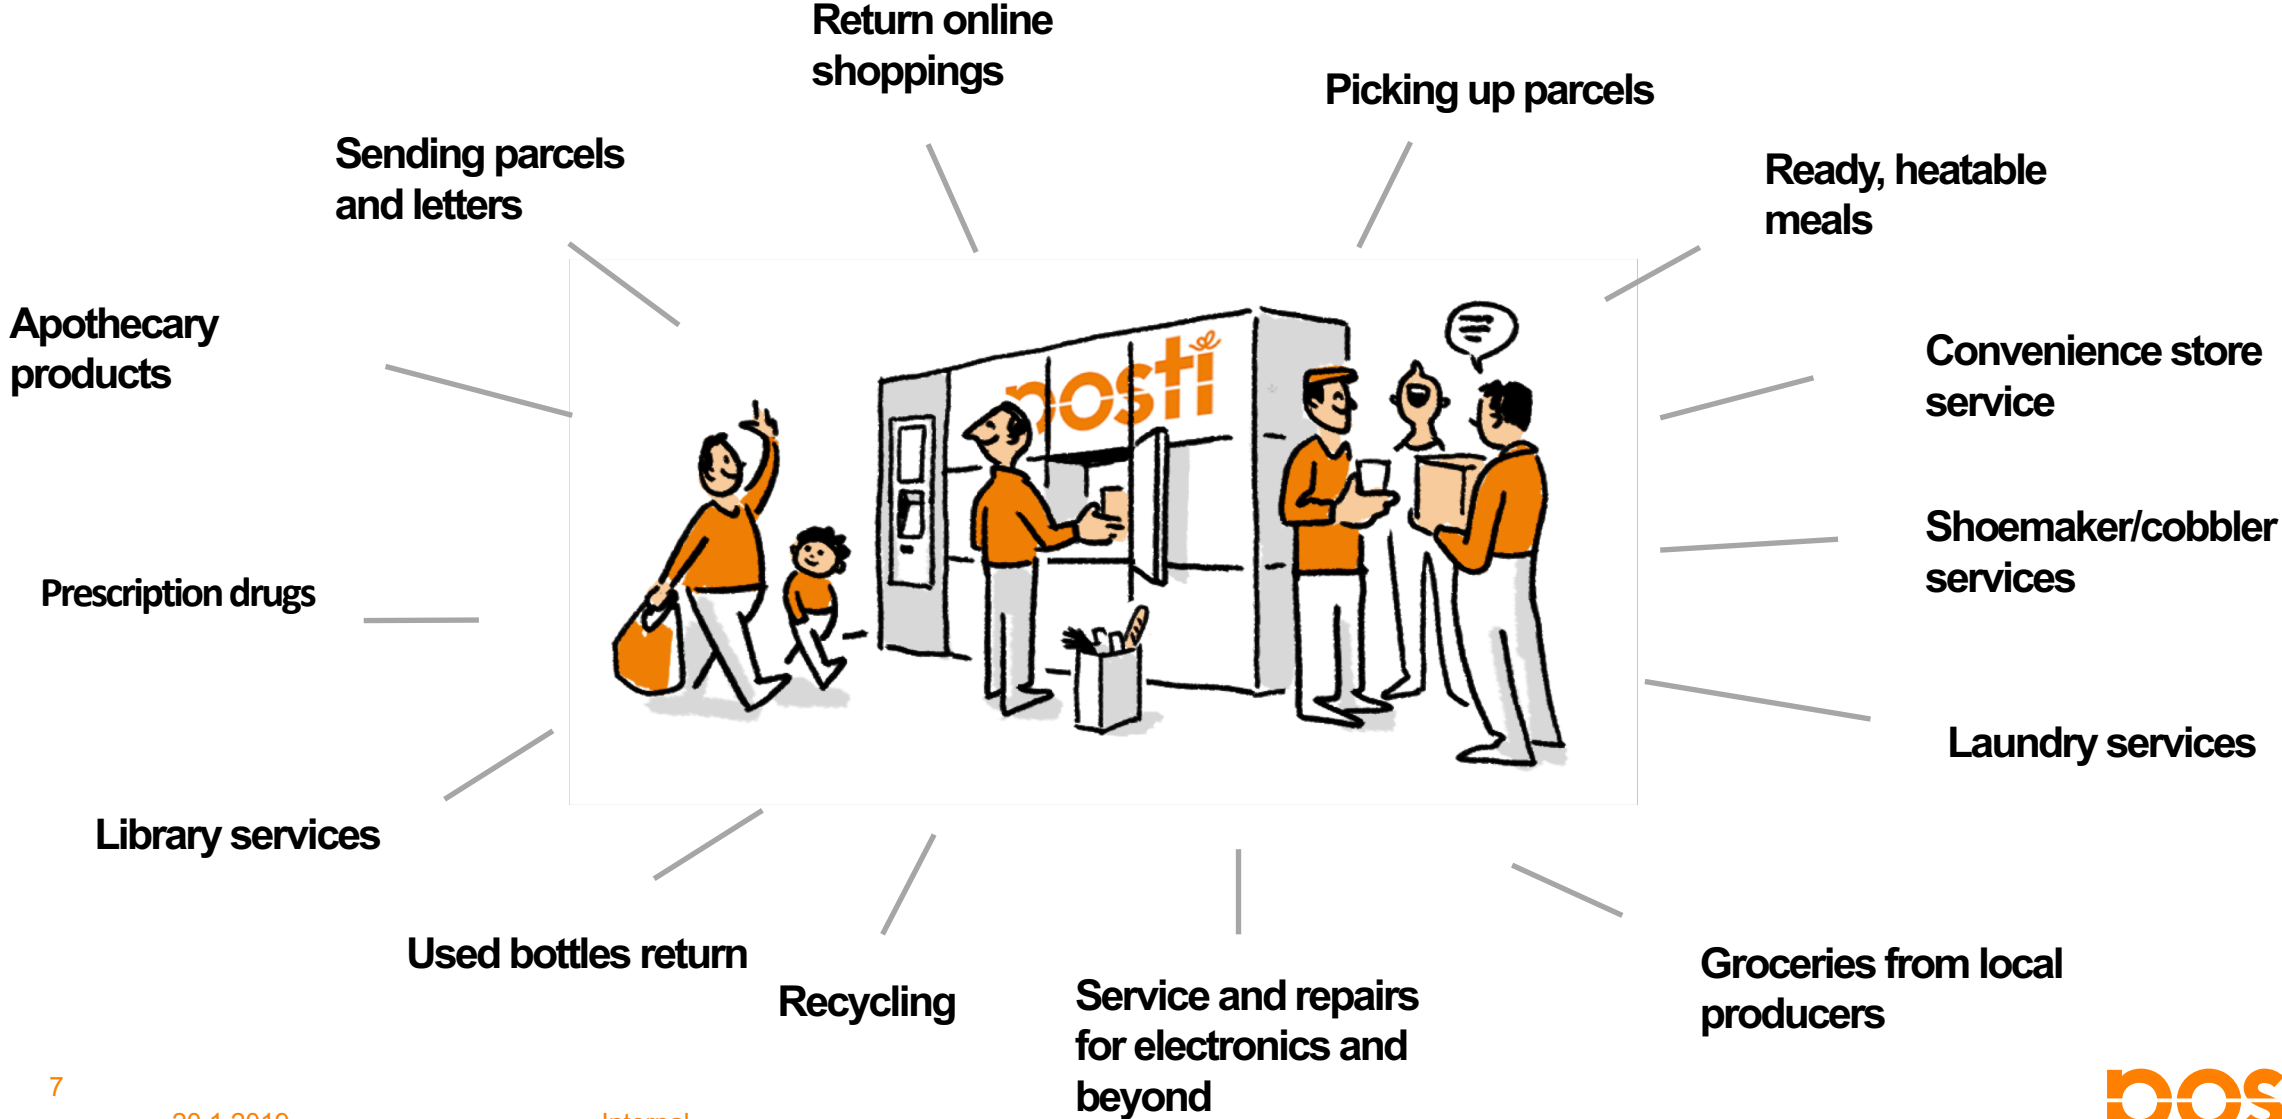 Return online
shoppings
Picking up parcels
Sending parcels
and letters
Ready, heatable
meals
Apothecary
products
posti
Convenience store
service
Shoemaker/cobbler
services
Prescription drugs
Laundry services
Library services
Used bottles return
Recycling
Service and repairs
for electronics and
beyond
Groceries from local
producers
7
Internal
pos